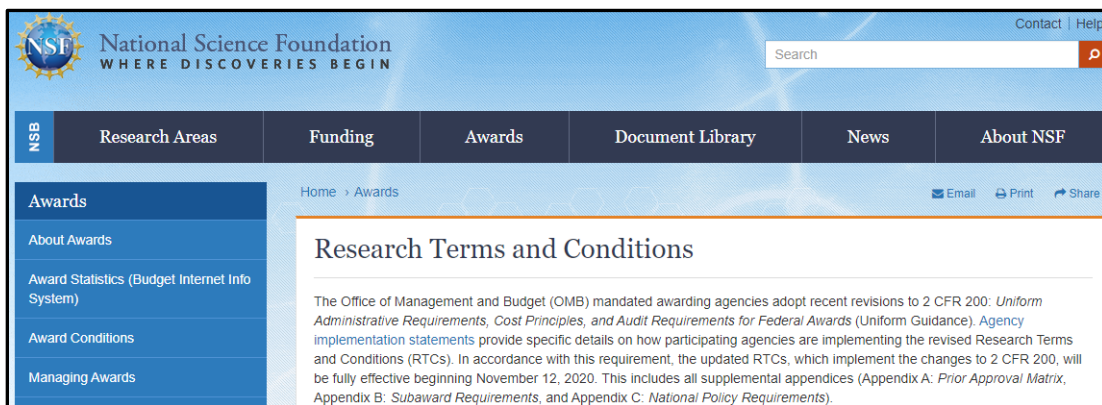 Contact | Help
NSF
National Science Foundation
WHERE DISCOVERIES BEGIN
Search
NSB
Research Areas
Funding
Awards
Document Library
News
About NSF
Awards
About Awards
Award Statistics (Budget Internet Info
System)
Award Conditions
Managing Awards
Home › Awards
Email
Print
Share
Research Terms and Conditions
The Office of Management and Budget (OMB) mandated awarding agencies adopt recent revisions to 2 CFR 200: Uniform
Administrative Requirements, Cost Principles, and Audit Requirements for Federal Awards (Uniform Guidance). Agency
implementation statements provide specific details on how participating agencies are implementing the revised Research Terms
and Conditions (RTCs). In accordance with this requirement, the updated RTCs, which implement the changes to 2 CFR 200, will
be fully effective beginning November 12, 2020. This includes all supplemental appendices (Appendix A: Prior Approval Matrix,
Appendix B: Subaward Requirements, and Appendix C: National Policy Requirements).